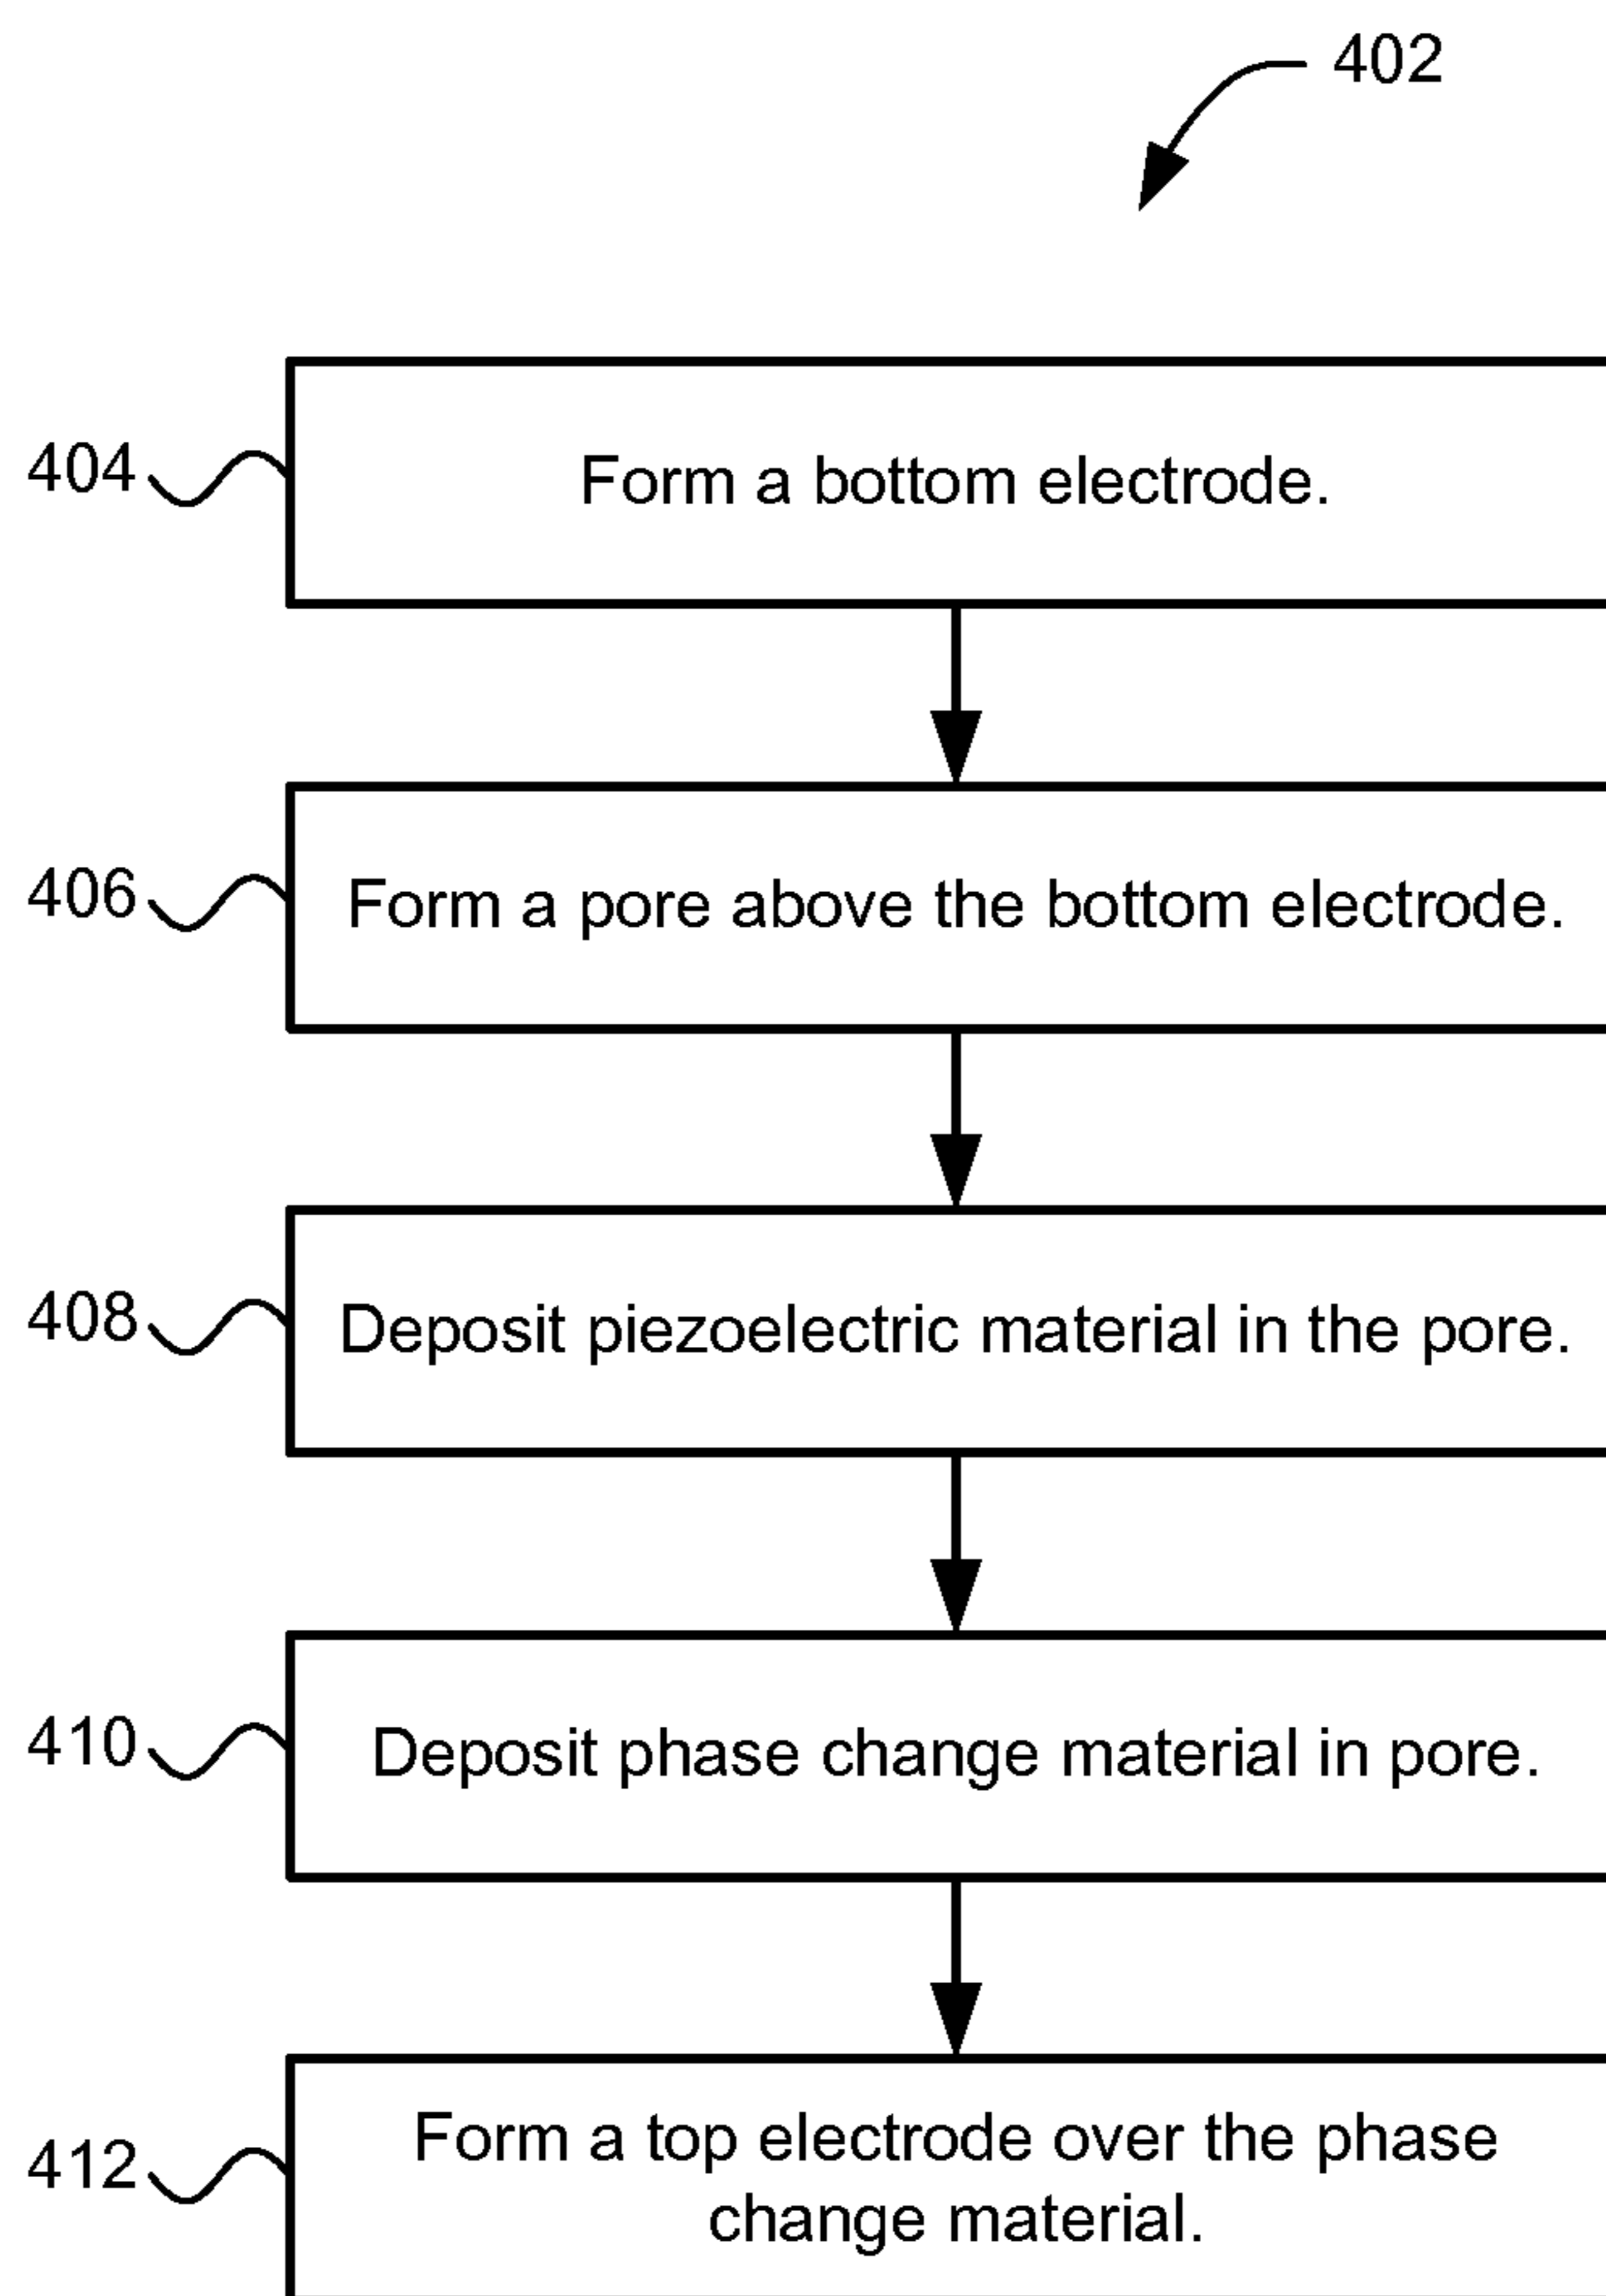 402
404
Form a bottom electrode.
406
Form a pore above the bottom electrode.
408
Deposit piezoelectric material in the pore.
410
Deposit phase change material in pore.
412
Form a top electrode over the phase
change material.